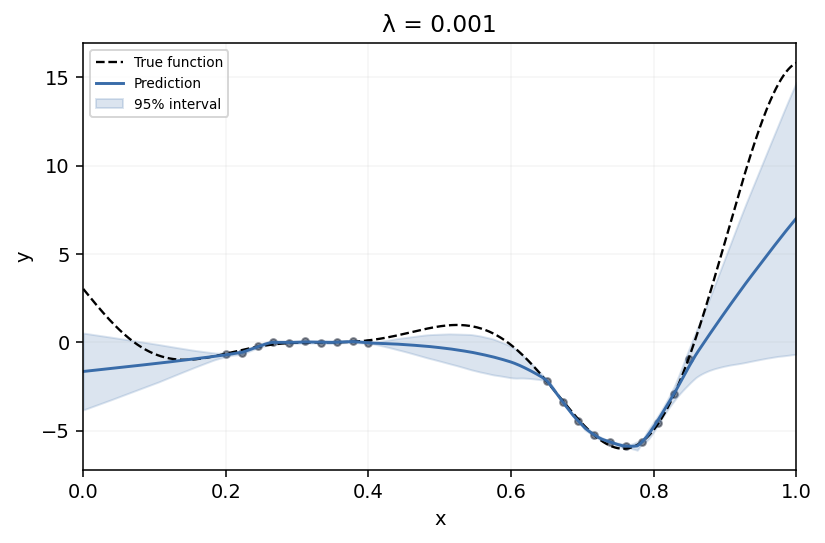 λ = 0.001
True function
Prediction
95% interval
15
10
5
0
−5
y
0.0 0.2 0.4 0.6 0.8 1.0
x